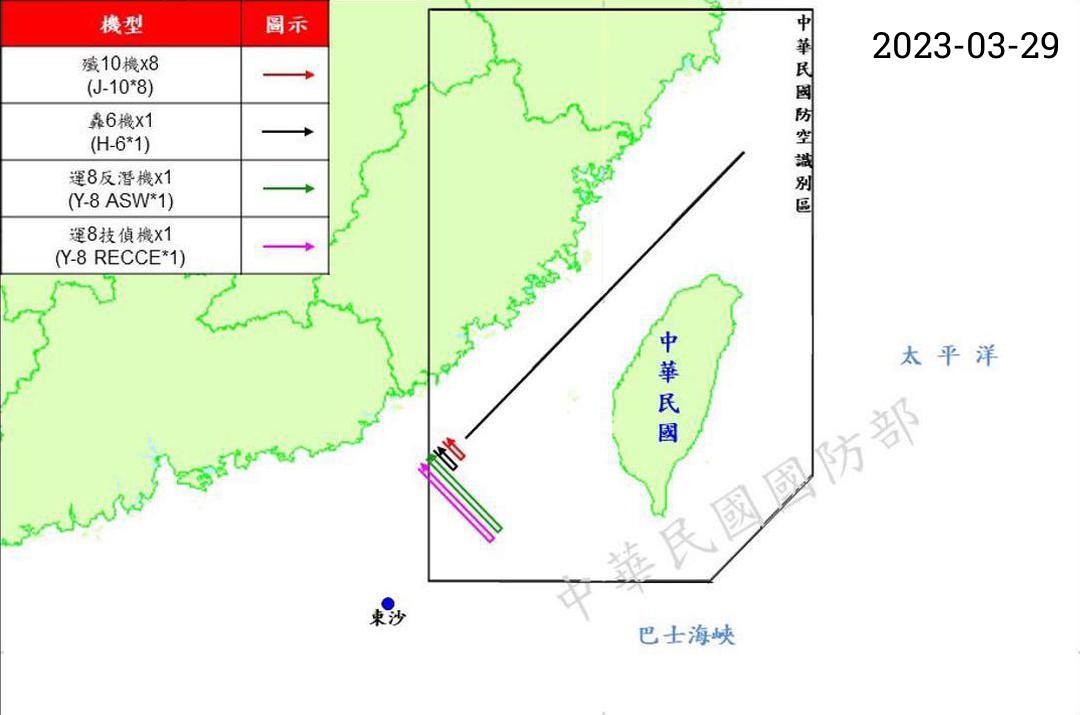 機型 圖示
殲10機x8
(J-10*8)
轟6機x1
(H-6*1)
運8反潛機x1
(Y-8 ASW*1)
運8技偵機x1
(Y-8 RECCE*1)
2023-03-29
中華民國防空識別區
中華民國
太平洋
中華民國國防部
東沙
巴士海峽